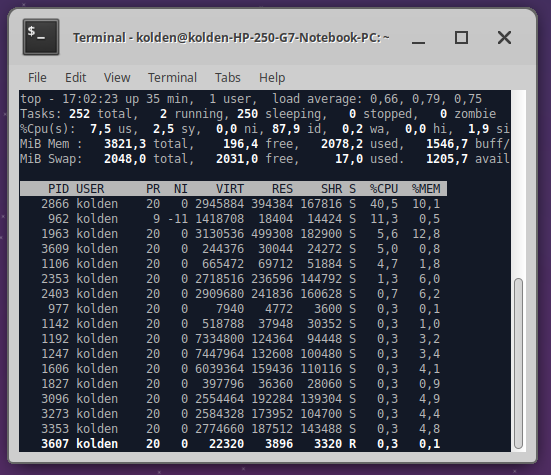 $_
Terminal - kolden@kolden-HP-250-G7-Notebook-PC: ~
File Edit View Terminal Tabs Help
top - 17:02:23 up 35 min, 1 user, load average: 0,66, 0,79, 0,75
Tasks: 252 total, 2 running, 250 sleeping, 0 stopped, 0 zombie
%Cpu(s): 7,5 us, 2,5 sy, 0,0 ni, 87,9 id, 0,2 wa, 0,0 hi, 1,9 si
MiB Mem : 3821,3 total, 196,4 free, 2078,2 used, 1546,7 buff/
MiB Swap: 2048,0 total, 2031,0 free, 17,0 used. 1205,7 avail
PID USER PR NI VIRT RES SHR S %CPU %MEM
2866 kolden 20 0 2945884 394384 167816 S 40,5 10,1
962 kolden 9 -11 1418708 18404 14424 S 11,3 0,5
1963 kolden 20 0 3130536 499308 182900 S 5,6 12,8
3609 kolden 20 0 244376 30044 24272 S 5,0 0,8
1106 kolden 20 0 665472 69712 51884 S 4,7 1,8
2353 kolden 20 0 2718516 236596 144792 S 1,3 6,0
2403 kolden 20 0 2909680 241836 160628 S 0,7 6,2
977 kolden 20 0 7940 4772 3600 S 0,3 0,1
1142 kolden 20 0 518788 37948 30352 S 0,3 1,0
1192 kolden 20 0 7334800 124364 94448 S 0,3 3,2
1247 kolden 20 0 7447964 132608 100480 S 0,3 3,4
1606 kolden 20 0 6039364 159436 110116 S 0,3 4,1
1827 kolden 20 0 397796 36360 28060 S 0,3 0,9
3096 kolden 20 0 2554464 192284 139304 S 0,3 4,9
3273 kolden 20 0 2584328 173952 104700 S 0,3 4,4
3353 kolden 20 0 2774660 187512 143488 S 0,3 4,8
3607 kolden 20 0 22320 3896 3320 R 0,3 0,1